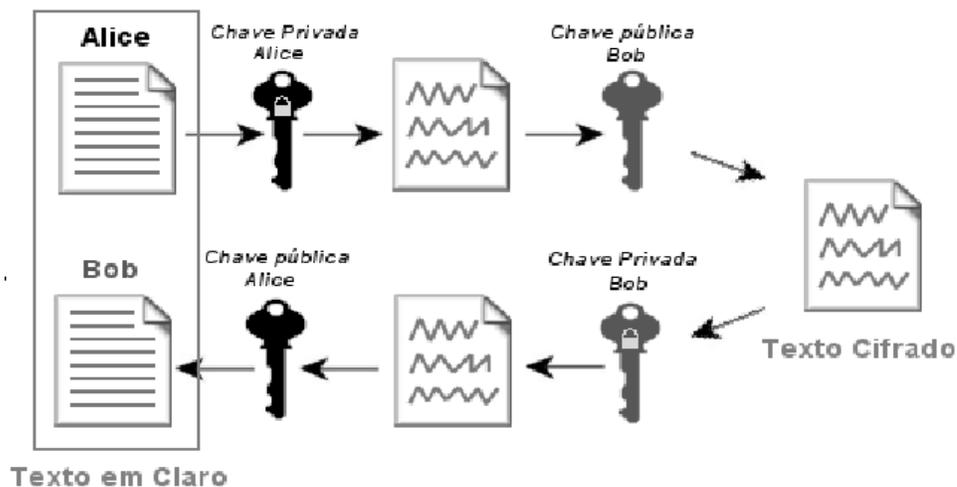 Alice
Chave Privada
Alice
Chave pública
Bob
Bob
Chave pública
Alice
Chave Privada
Bob
Texto Cifrado
Texto em Claro